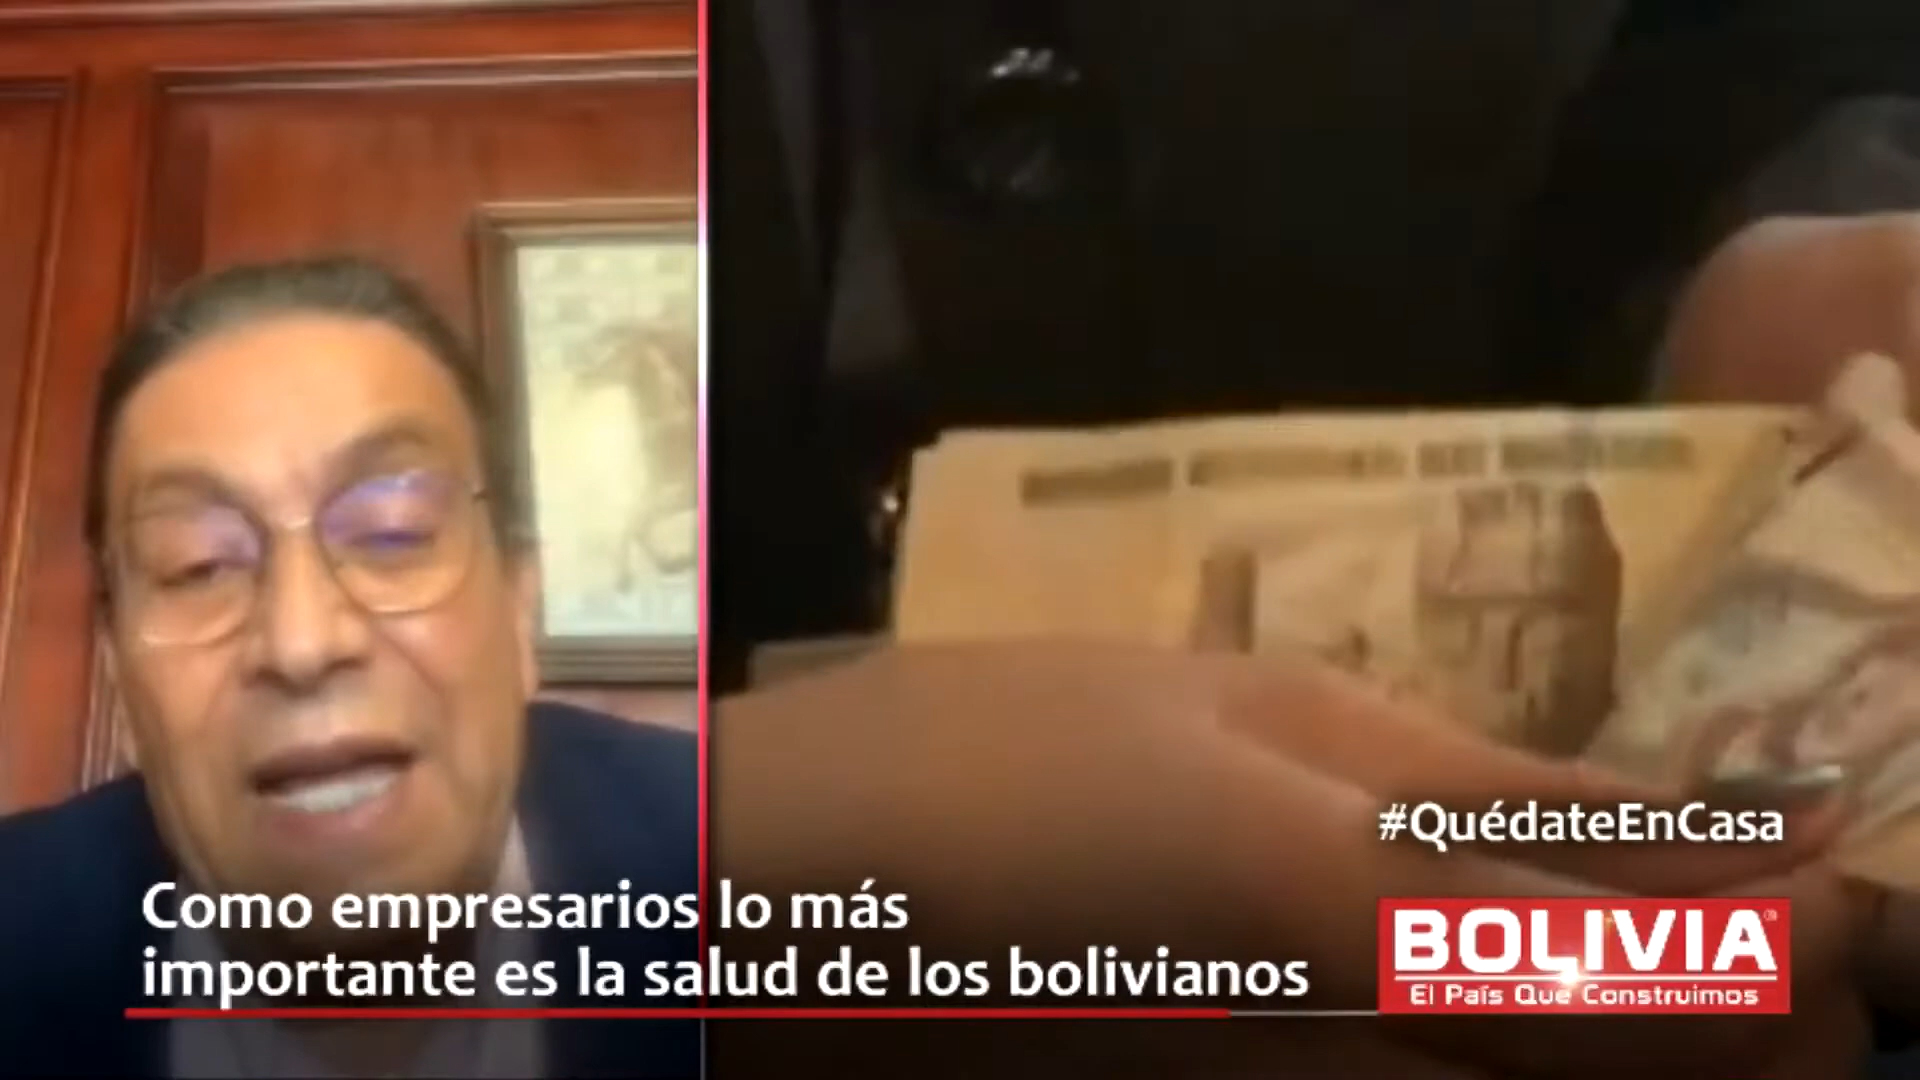 #QuédateEnCasa
Como empresarios lo más
importante es la salud de los bolivianos
BOLIVIA®
El País Que Construimos